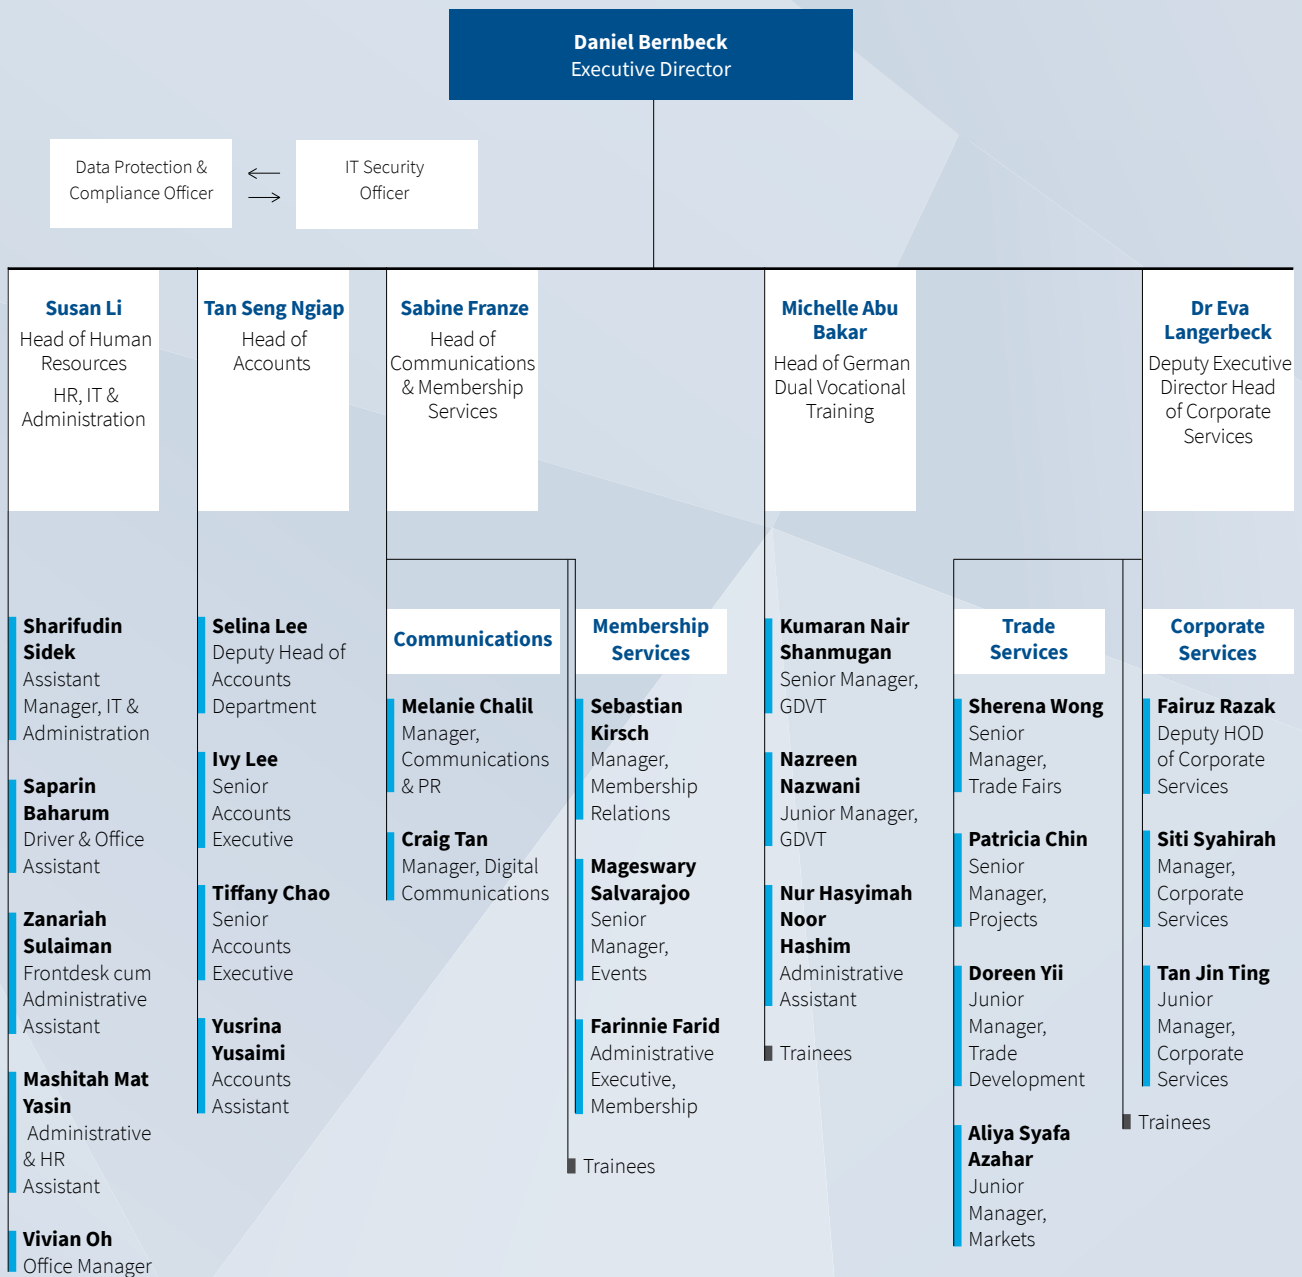 Daniel Bernbeck
Executive Director
Data Protection &
Compliance Officer
IT Security
Officer
Susan Li
Head of Human
Resources
HR, IT &
Administration
Tan Seng Ngiap
Head of
Accounts
Sabine Franze
Head of
Communications
& Membership
Services
Michelle Abu
Bakar
Head of German
Dual Vocational
Training
Dr Eva
Langerbeck
Deputy Executive
Director Head
of Corporate
Services
Sharifudin
Sidek
Assistant
Manager, IT &
Administration
Saparin
Baharum
Driver & Office
Assistant
Zanariah
Sulaiman
Frontdesk cum
Administrative
Assistant
Mashitah Mat
Yasin
Administrative
& HR
Assistant
Vivian Oh
Office Manager
Selina Lee
Deputy Head of
Accounts
Department
Ivy Lee
Senior
Accounts
Executive
Tiffany Chao
Senior
Accounts
Executive
Yusrina
Yusaimi
Accounts
Assistant
Communications
Melanie Chalil
Manager,
Communications
& PR
Craig Tan
Manager, Digital
Communications
Membership
Services
Sebastian
Kirsch
Manager,
Membership
Relations
Mageswary
Salvarajoo
Senior
Manager,
Events
Farinnie Farid
Administrative
Executive,
Membership
Trainees
Kumaran Nair
Shanmugan
Senior Manager,
GDVT
Nazreen
Nazwani
Junior Manager,
GDVT
Nur Hasyimah
Noor
Hashim
Administrative
Assistant
Trainees
Trade
Services
Sherena Wong
Senior
Manager,
Trade Fairs
Patricia Chin
Senior
Manager,
Projects
Doreen Yii
Junior
Manager,
Trade
Development
Aliya Syafa
Azahar
Junior
Manager,
Markets
Corporate
Services
Fairuz Razak
Deputy HOD
of Corporate
Services
Siti Syahirah
Manager,
Corporate
Services
Tan Jin Ting
Junior
Manager,
Corporate
Services
Trainees